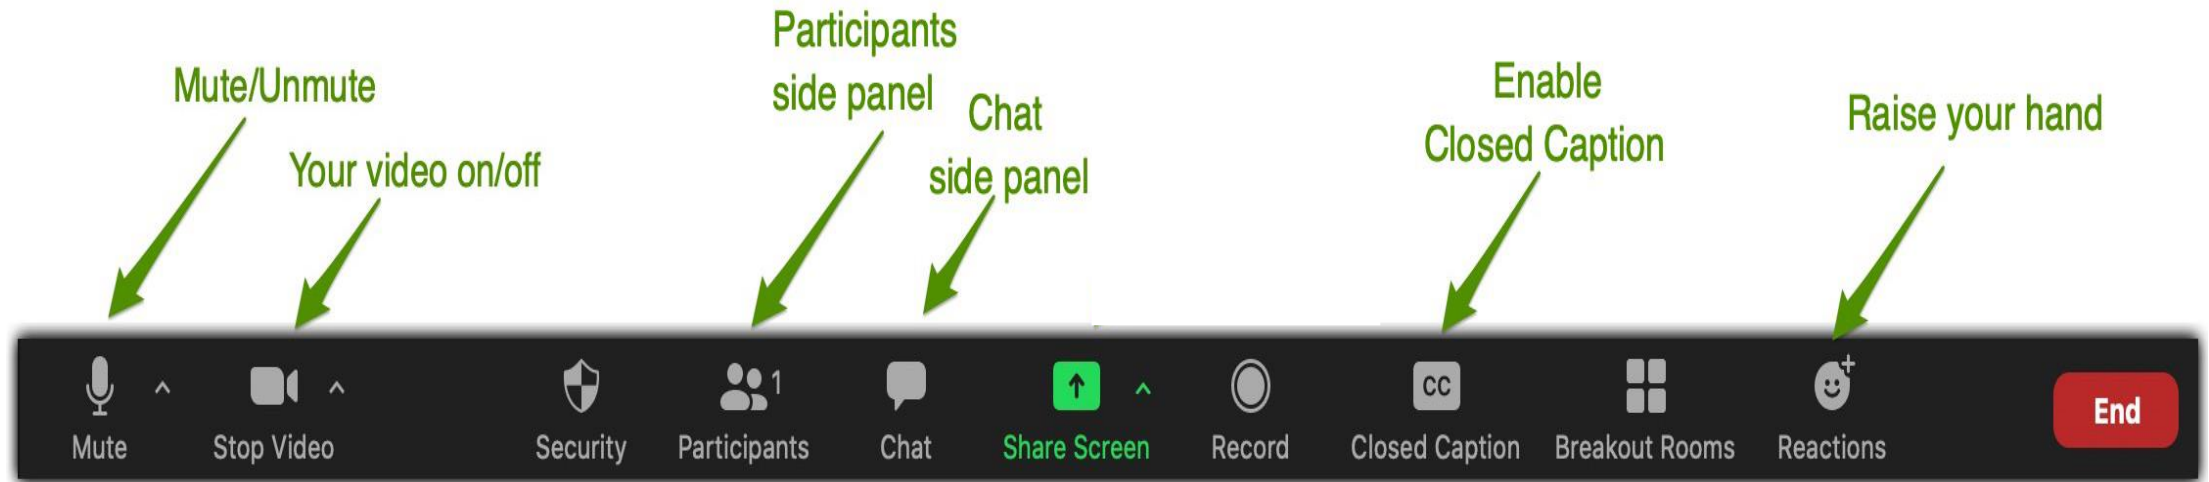 Participants
side panel
Mute/Unmute
Enable
Closed Caption
Chat
side panel
Raise your hand
Your video on/off
1
CC
Mute
Stop Video
Security
Participants
Chat
Share Screen
Record
Closed Caption
Breakout Rooms
Reactions
End